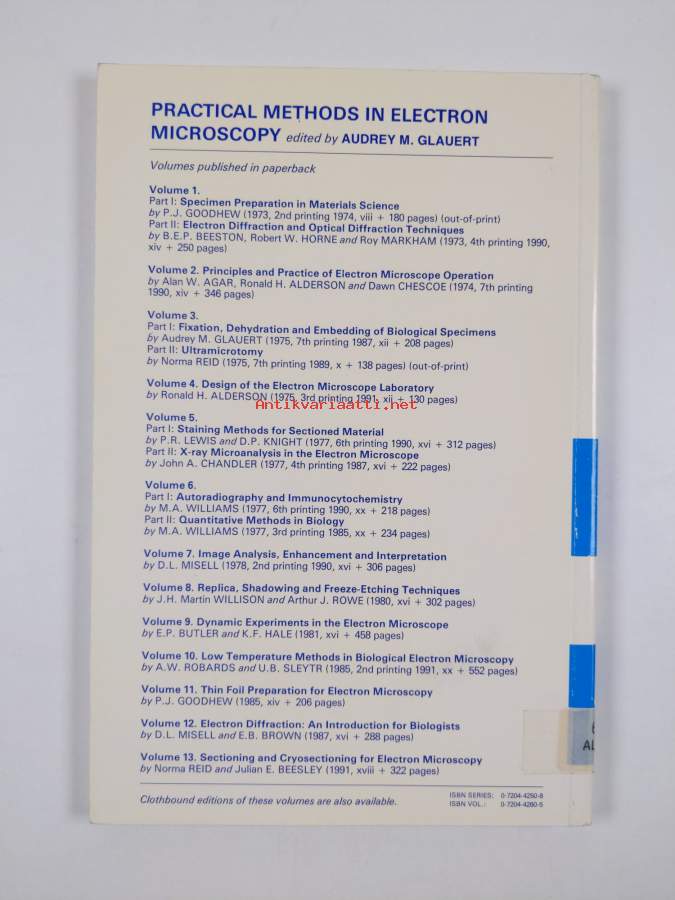 PRACTICAL METHODS IN ELECTRON
MICROSCOPY edited by AUDREY M. GLAUERT
Volumes published in paperback
Volume 1.
Part I: Specimen Preparation in Materials Science
by P.J. GOODHEW (1973, 2nd printing 1974, viii + 180 pages) (out-of-print)
Part II: Electron Diffraction and Optical Diffraction Techniques
by B.E.P. BEESTON, Robert W. HORNE and Roy MARKHAM (1973, 4th printing 1990,
xiv + 250 pages)
Volume 2. Principles and Practice of Electron Microscope Operation
by Alan W. AGAR, Ronald H. ALDERSON and Dawn CHESCOE (1974, 7th printing
1990, xiv + 346 pages)
Volume 3.
Part I: Fixation, Dehydration and Embedding of Biological Specimens
by Audrey M. GLAUERT (1975, 7th printing 1987, xii + 208 pages)
Part II: Ultramicrotomy
by Norma REID (1975, 7th printing 1989, x + 138 pages) (out-of-print)
Volume 4. Design of the Electron Microscope Laboratory
by Ronald H. ALDERSON (1975, 3rd printing 1991, xii + 130 pages)
Antikvariaatti.net
Volume 5.
Part I: Staining Methods for Sectioned Material
by P.R. LEWIS and D.P. KNIGHT (1977, 6th printing 1990, xvi + 312 pages)
Part II: X-ray Microanalysis in the Electron Microscope
by John A. CHANDLER (1977, 4th printing 1987, xvi + 222 pages)
Volume 6.
Part I: Autoradiography and Immunocytochemistry
by M.A. WILLIAMS (1977, 6th printing 1990, xx + 218 pages)
Part II: Quantitative Methods in Biology
by M.A. WILLIAMS (1977, 3rd printing 1985, xx + 234 pages)
Volume 7. Image Analysis, Enhancement and Interpretation
by D.L. MISELL (1978, 2nd printing 1990, xvi + 306 pages)
Volume 8. Replica, Shadowing and Freeze-Etching Techniques
by J.H. Martin WILLISON and Arthur J. ROWE (1980, xvi + 302 pages)
Volume 9. Dynamic Experiments in the Electron Microscope
by E.P. BUTLER and K.F. HALE (1981, xvi + 458 pages)
Volume 10. Low Temperature Methods in Biological Electron Microscopy
by A.W. ROBARDS and U.B. SLEYTR (1985, 2nd printing 1991, xx + 552 pages)
Volume 11. Thin Foil Preparation for Electron Microscopy
by P.J. GOODHEW (1985, xiv + 206 pages)
Volume 12. Electron Diffraction: An Introduction for Biologists
by D.L. MISELL and E.B. BROWN (1987, xvi + 288 pages)
Volume 13. Sectioning and Cryosectioning for Electron Microscopy
by Norma REID and Julian E. BEESLEY (1991, xviii + 322 pages)
Clothbound editions of these volumes are also available.
ISBN SERIES: 0-7204-4250-8
ISBN VOL.: 0-7204-4260-5